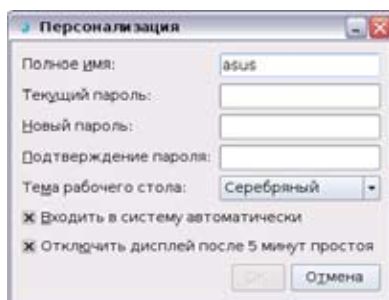 Персонализация
Полное имя: asus
Текущий пароль:
Новый пароль:
Подтверждение пароля:
Тема рабочего стола: Серебряный
Входить в систему автоматически
Отключить дисплей после 5 минут простоя
OK Отмена